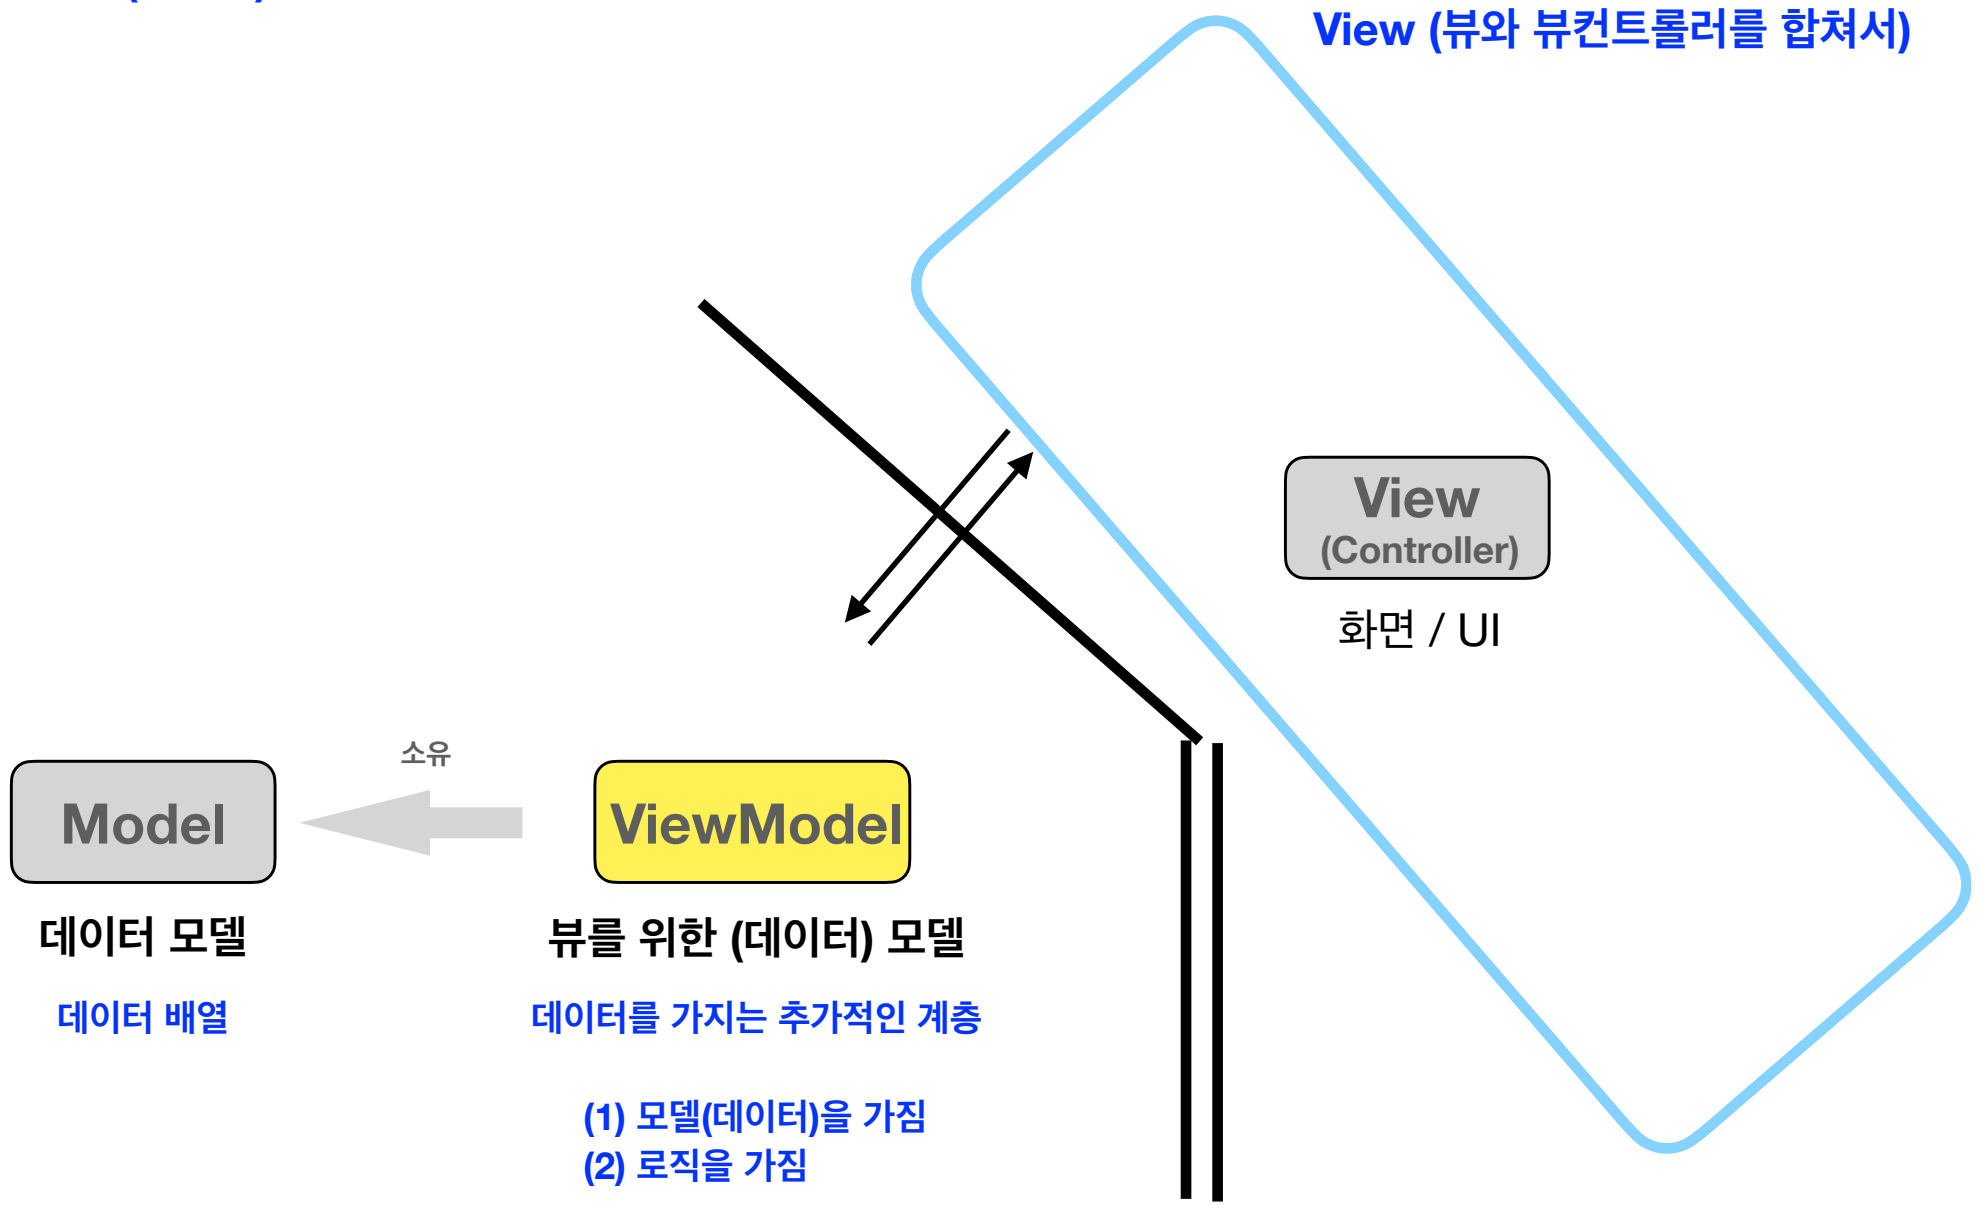 View (뷰와 뷰컨트롤러를 합쳐서)
View
(Controller)
화면 / UI
소유
Model
ViewModel
데이터 모델
뷰를 위한 (데이터) 모델
데이터 배열
데이터를 가지는 추가적인 계층
(1) 모델(데이터)을 가짐
(2) 로직을 가짐